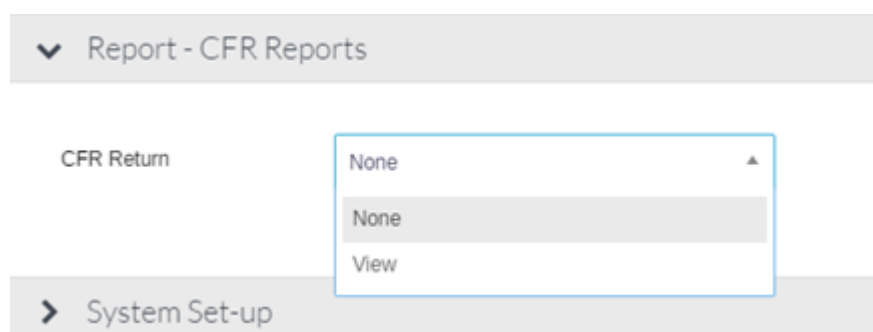 Report - CFR Reports
CFR Return
None
None
View
System Set-up